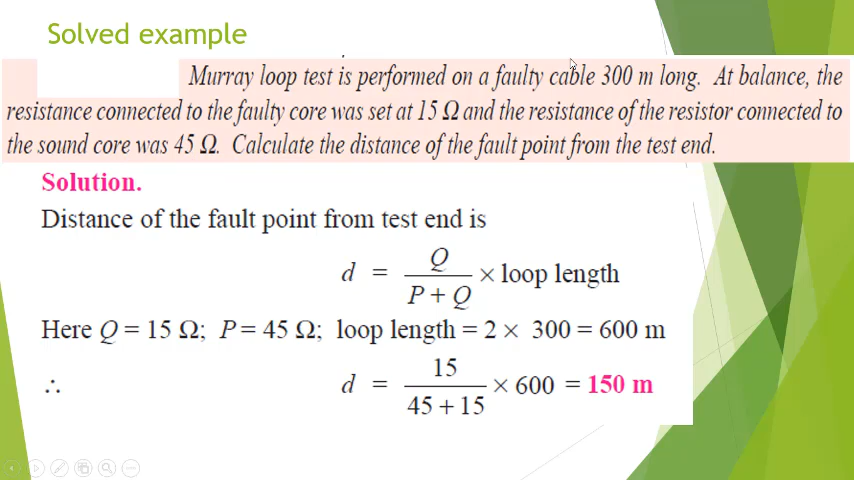 Solved example
Murray loop test is performed on a faulty cable 300 m long. At balance, the
resistance connected to the faulty core was set at 15 Ω and the resistance of the resistor connected to
the sound core was 45 Ω. Calculate the distance of the fault point from the test end.
Solution.
Distance of the fault point from test end is
d = Q / P + Q × loop length
Here Q = 15 Ω; P = 45 Ω; loop length = 2 × 300 = 600 m
∴ d = 15 / 45 + 15 × 600 = 150 m